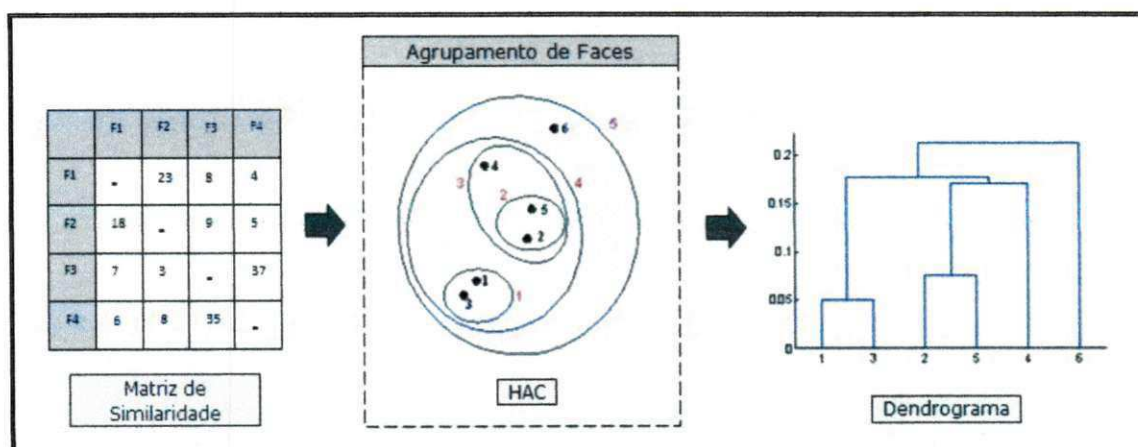 Agrupamento de Faces
F1 F2 F3 F4
F1 - 23 8 4
F2 18 - 9 5
F3 7 3 - 37
F4 6 8 35 -
Matriz de
Similaridade
6 5
4
3 2 4
5
2
1
3 1
HAC
0.2
0.15
0.1
0.05
0
1 3 2 5 4 6
Dendrograma